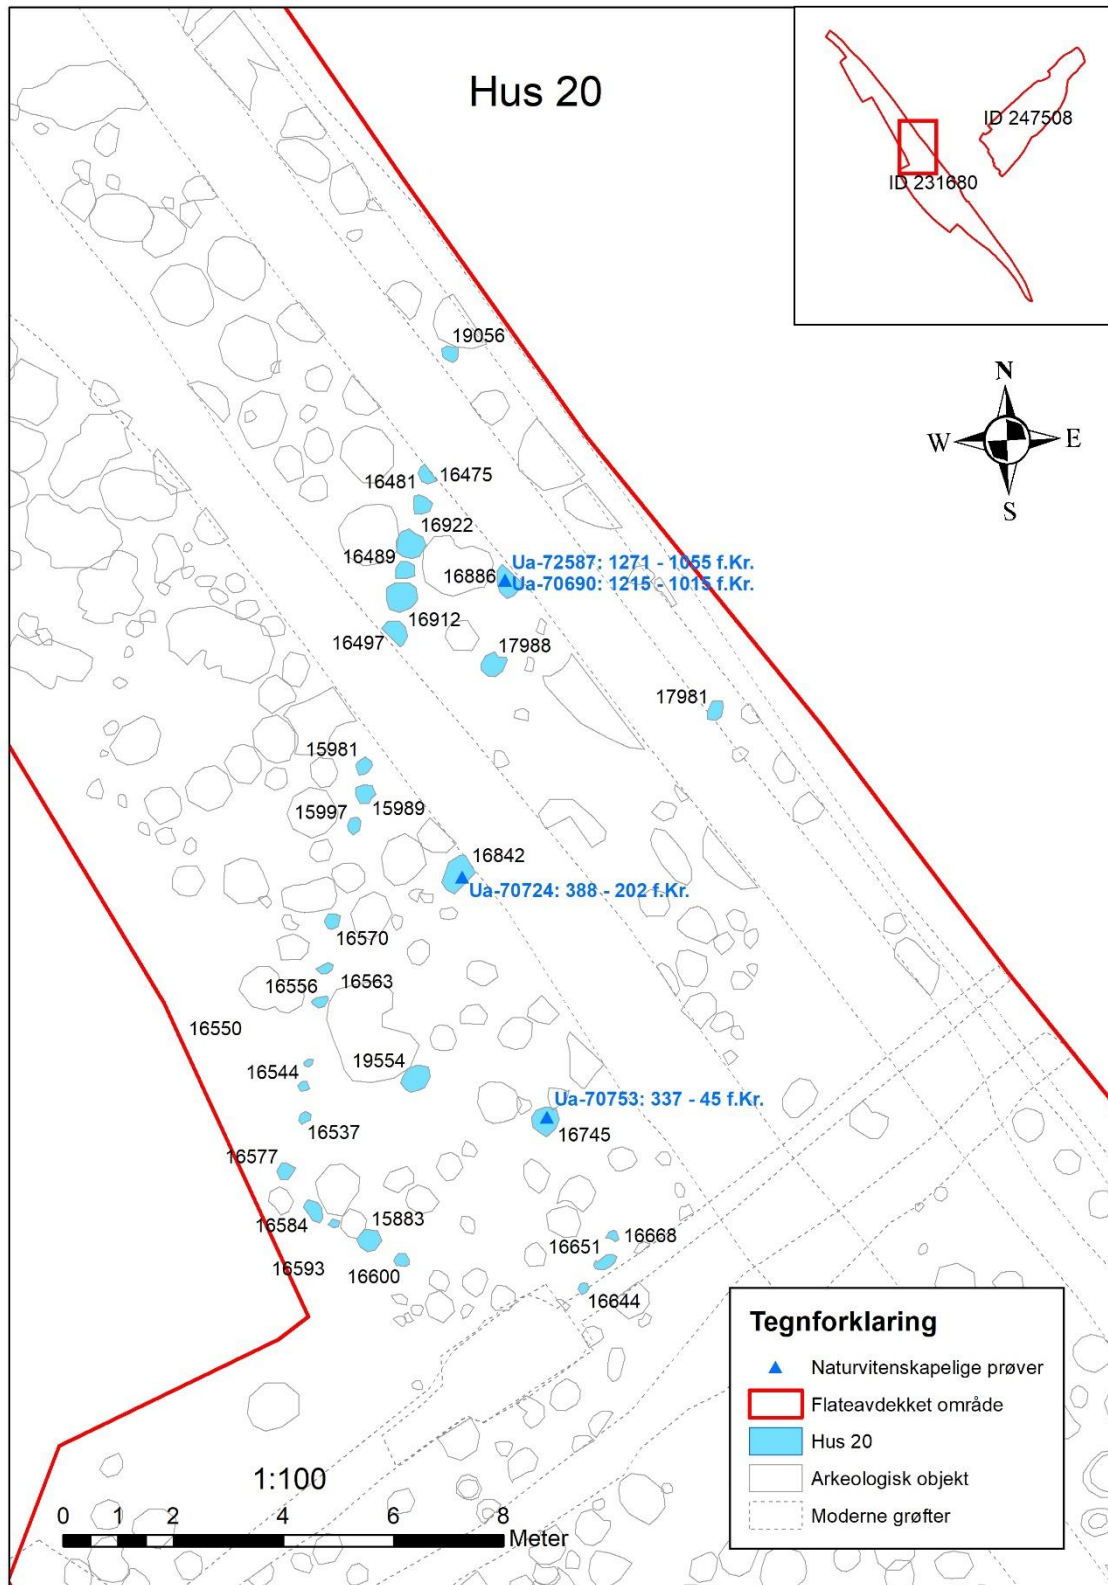 Hus 20
ID 247508
ID 231680
N
W
E
S
19056
16475
16481
16922
16489
16886
Ua-72587: 1271 - 1055 f.Kr.
Ua-70690: 1215 - 1015 f.Kr.
16912
16497
17988
17981
15981
15989
15997
16842
Ua-70724: 388 - 202 f.Kr.
16570
16563
16556
16550
19554
16544
Ua-70753: 337 - 45 f.Kr.
16537
16745
16577
16584
15883
16668
16651
16593
16600
16644
Tegnforklaring
Naturvitenskapelige prøver
Flateavdekket område
Hus 20
Arkeologisk objekt
Moderne grøfter
1:100
0 1 2 4 6 8
Meter